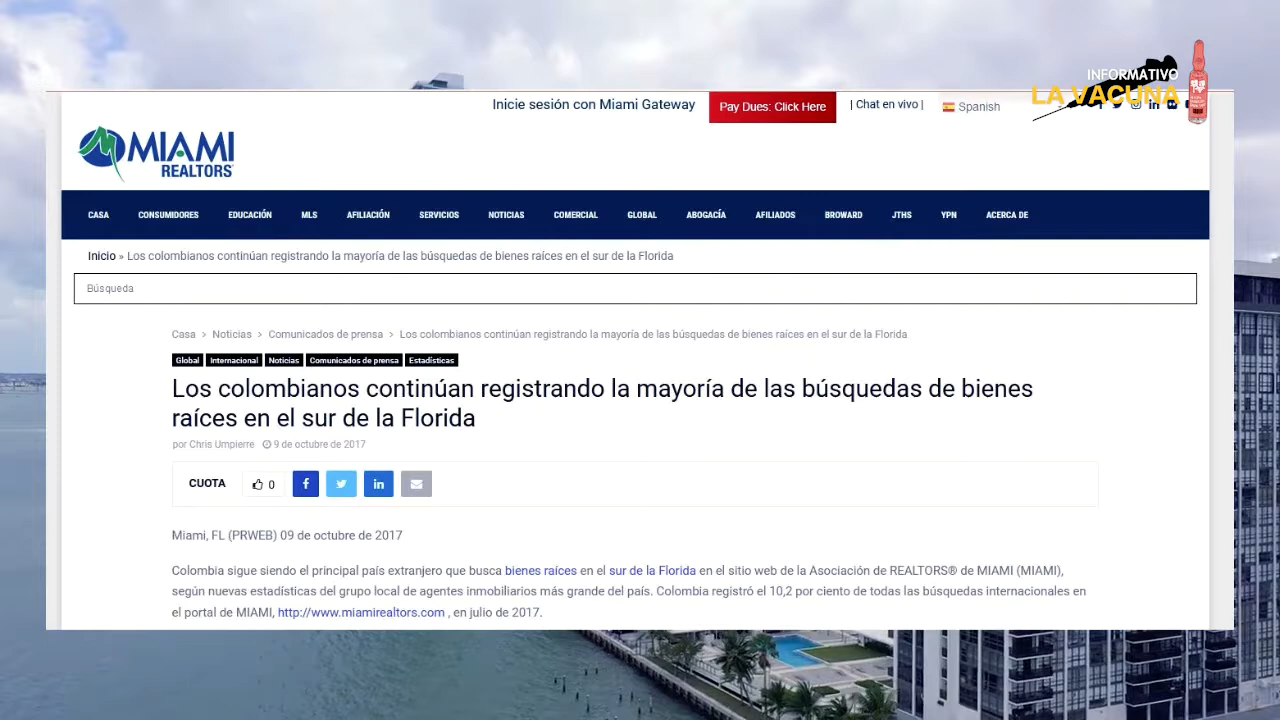 INFORMATIVO
LA VACUNA
Inicie sesión con Miami Gateway
Pay Dues: Click Here
| Chat en vivo |
Spanish
MIAMI
REALTORS®
CASA CONSUMIDORES EDUCACIÓN MLS AFILIACIÓN SERVICIOS NOTICIAS COMERCIAL GLOBAL ABOGACÍA AFILIADOS BROWARD JTHS YPN ACERCA DE
Inicio » Los colombianos continúan registrando la mayoría de las búsquedas de bienes raíces en el sur de la Florida
Búsqueda
Casa > Noticias > Comunicados de prensa > Los colombianos continúan registrando la mayoría de las búsquedas de bienes raíces en el sur de la Florida
Global Internacional Noticias Comunicados de prensa Estadísticas
Los colombianos continúan registrando la mayoría de las búsquedas de bienes
raíces en el sur de la Florida
por Chris Umpierre 9 de octubre de 2017
CUOTA 0
Miami, FL (PRWEB) 09 de octubre de 2017
Colombia sigue siendo el principal país extranjero que busca bienes raíces en el sur de la Florida en el sitio web de la Asociación de REALTORS® de MIAMI (MIAMI),
según nuevas estadísticas del grupo local de agentes inmobiliarios más grande del país. Colombia registró el 10,2 por ciento de todas las búsquedas internacionales en
el portal de MIAMI, http://www.miamirealtors.com , en julio de 2017.